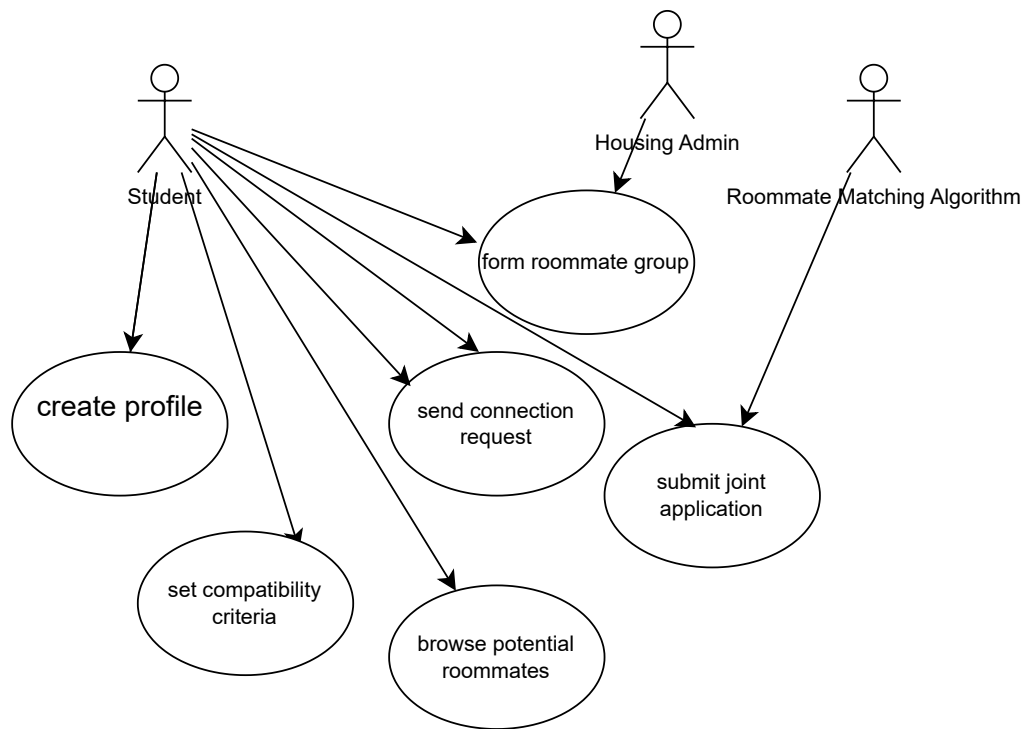 Housing Admin
Student
Roommate Matching Algorithm
form roommate group
create profile
send connection
request
submit joint
application
set compatibility
criteria
browse potential
roommates